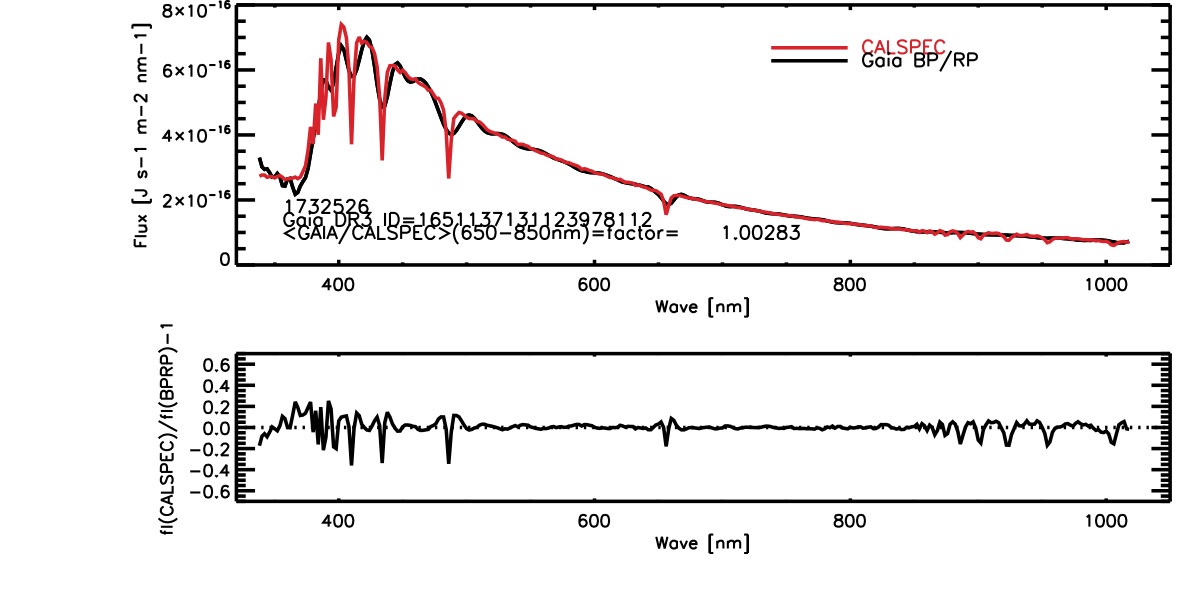 8×10−16
6×10−16
4×10−16
2×10−16
0
Flux [J s−1 m−2 nm−1]
CALSPEC
Gaia BP/RP
1732526
Gaia DR3 ID=1651137131123978112
<GAIA/CALSPEC>(650−850nm)=factor= 1.00283
400 600 800 1000
Wave [nm]
fl(CALSPEC)/fl(BPRP)−1
0.6
0.4
0.2
0.0
−0.2
−0.4
−0.6
400 600 800 1000
Wave [nm]